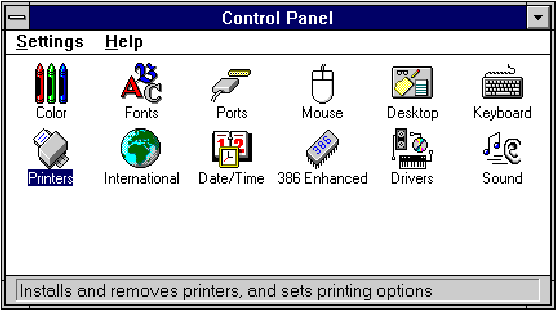 Control Panel
Settings Help
Color Fonts Ports Mouse Desktop Keyboard
Printers International Date/Time 386 Enhanced Drivers Sound
Installs and removes printers, and sets printing options